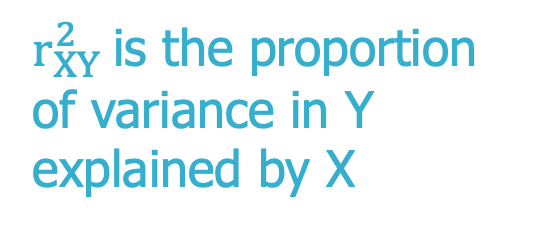 r²XY is the proportion
of variance in Y
explained by X